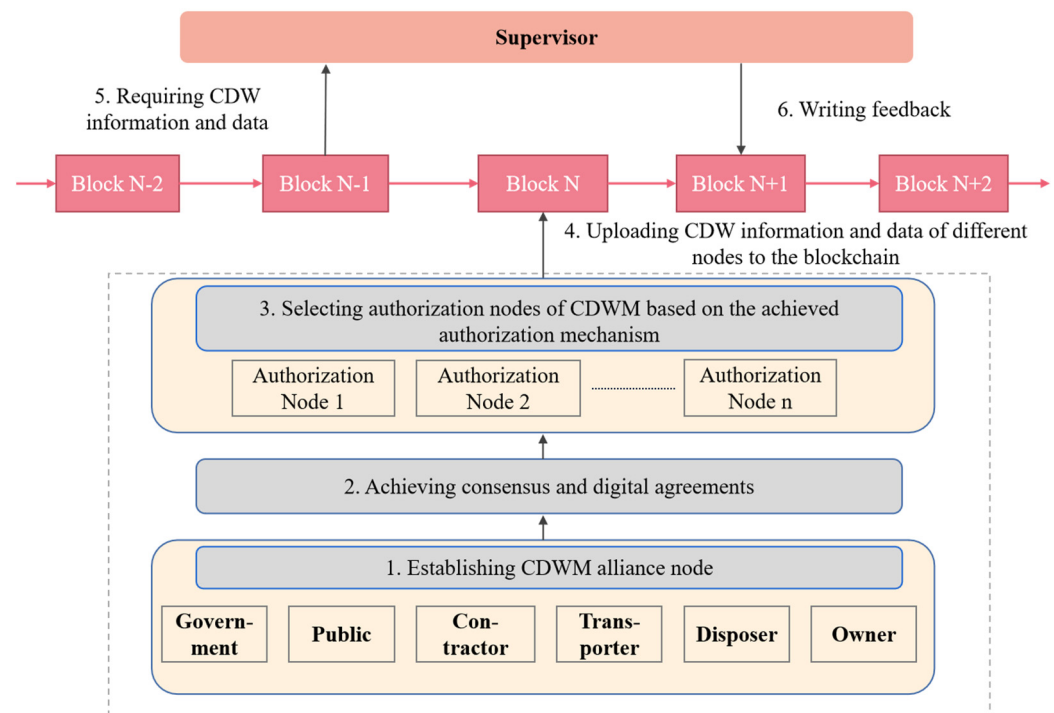 Supervisor
5. Requiring CDW
information and data
6. Writing feedback
Block N-2
Block N-1
Block N
Block N+1
Block N+2
4. Uploading CDW information and data of different
nodes to the blockchain
3. Selecting authorization nodes of CDWM based on the achieved
authorization mechanism
Authorization
Node 1
Authorization
Node 2
Authorization
Node n
2. Achieving consensus and digital agreements
1. Establishing CDWM alliance node
Govern-
ment
Public
Con-
tractor
Trans-
porter
Disposer
Owner